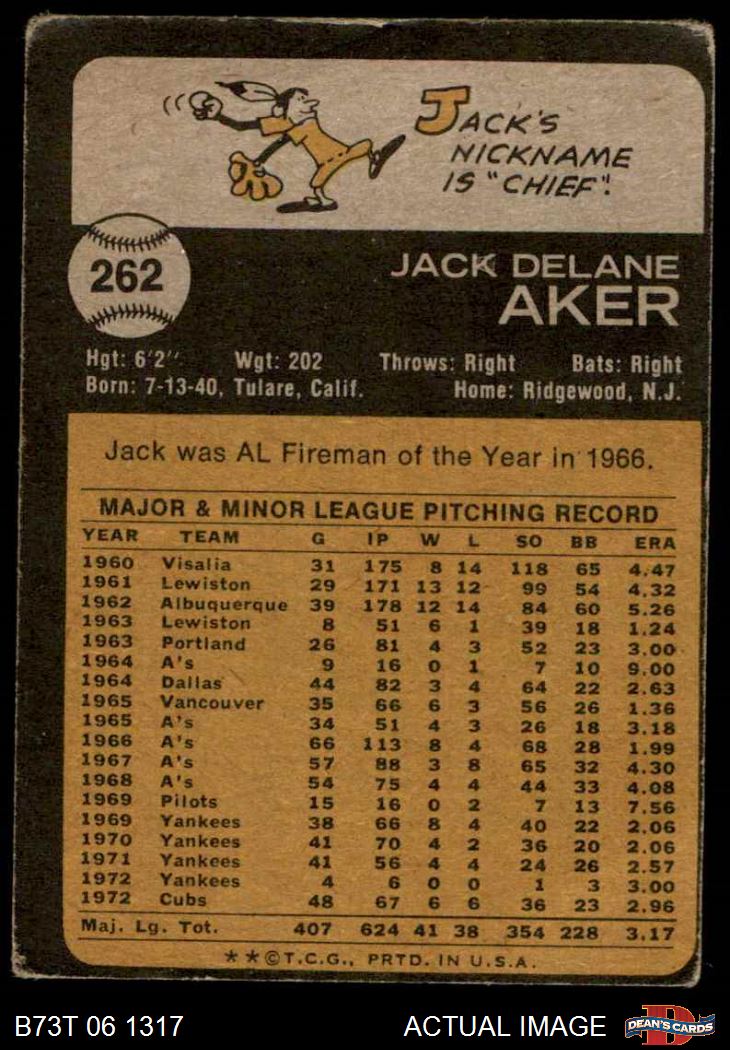 JACK'S
NICKNAME
IS "CHIEF".
262
JACK DELANE
AKER
Hgt: 6'2" Wgt: 202 Throws: Right Bats: Right
Born: 7-13-40, Tulare, Calif. Home: Ridgewood, N.J.
Jack was AL Fireman of the Year in 1966.
MAJOR & MINOR LEAGUE PITCHING RECORD
YEAR TEAM G IP W L SO BB ERA
1960 Visalia 31 175 8 14 118 65 4.47
1961 Lewiston 29 171 13 12 99 54 4.32
1962 Albuquerque 39 178 12 14 84 60 5.26
1963 Lewiston 8 51 6 1 39 18 1.24
1963 Portland 26 81 4 3 52 23 3.00
1964 A's 9 16 0 1 7 10 9.00
1964 Dallas 44 82 3 4 64 22 2.63
1965 Vancouver 35 66 6 3 56 26 1.36
1965 A's 34 51 4 3 26 18 3.18
1966 A's 66 113 8 4 68 28 1.99
1967 A's 57 88 3 8 65 32 4.30
1968 A's 54 75 4 4 44 33 4.08
1969 Pilots 15 16 0 2 7 13 7.56
1969 Yankees 38 66 8 4 40 22 2.06
1970 Yankees 41 70 4 2 36 20 2.06
1971 Yankees 41 56 4 4 24 26 2.57
1972 Yankees 4 6 0 0 1 3 3.00
1972 Cubs 48 67 6 6 36 23 2.96
Maj. Lg. Tot. 407 624 41 38 354 228 3.17
**©T.C.G., PRTD. IN U.S.A.
B73T 06 1317 ACTUAL IMAGE D DEAN'S CARDS